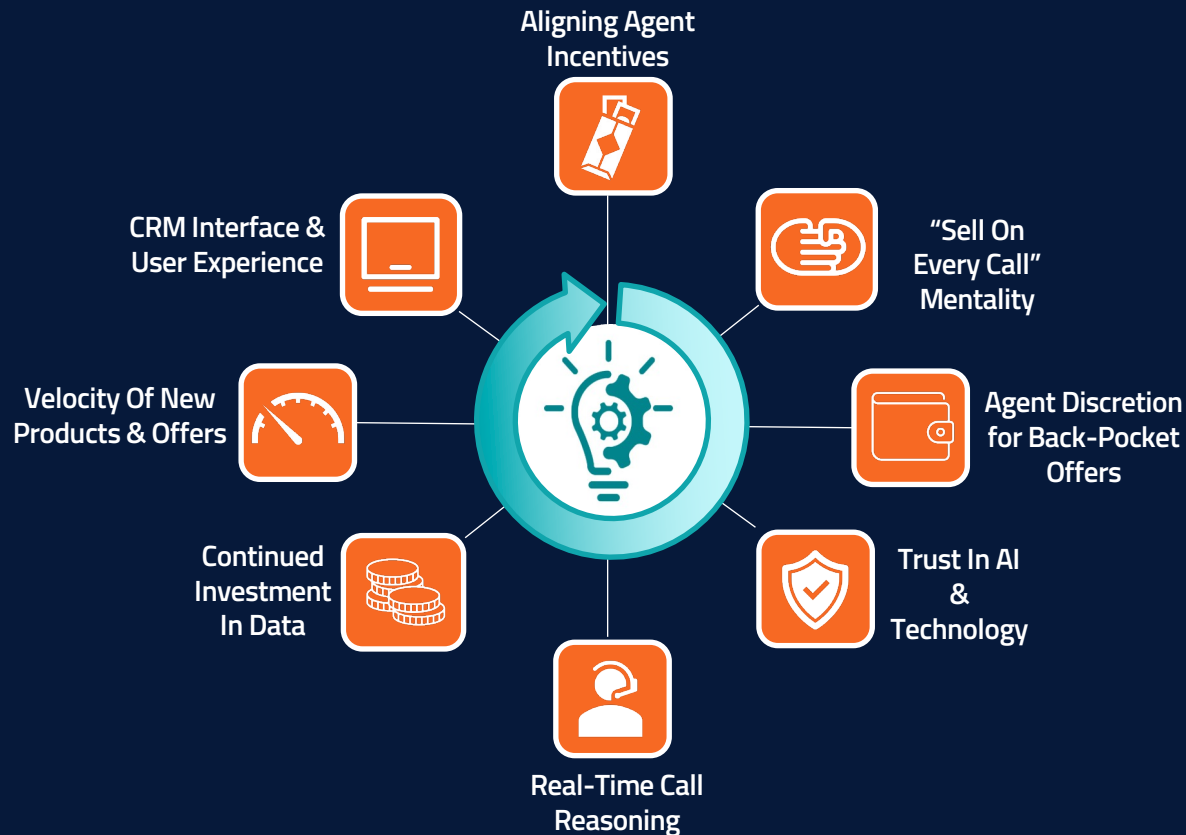 Aligning Agent
Incentives
“Sell On
Every Call”
Mentality
Agent Discretion
for Back-Pocket
Offers
Trust In AI
&
Technology
Real-Time Call
Reasoning
Continued
Investment
In Data
Velocity Of New
Products & Offers
CRM Interface &
User Experience